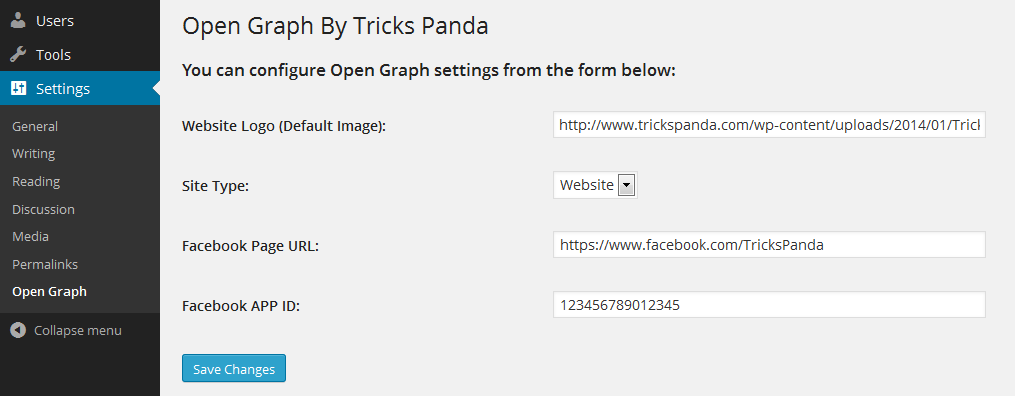 Users
Tools
Settings
General
Writing
Reading
Discussion
Media
Permalinks
Open Graph
Collapse menu
Open Graph By Tricks Panda
You can configure Open Graph settings from the form below:
Website Logo (Default Image): http://www.trickspanda.com/wp-content/uploads/2014/01/Trick
Site Type: Website
Facebook Page URL: https://www.facebook.com/TricksPanda
Facebook APP ID: 123456789012345
Save Changes